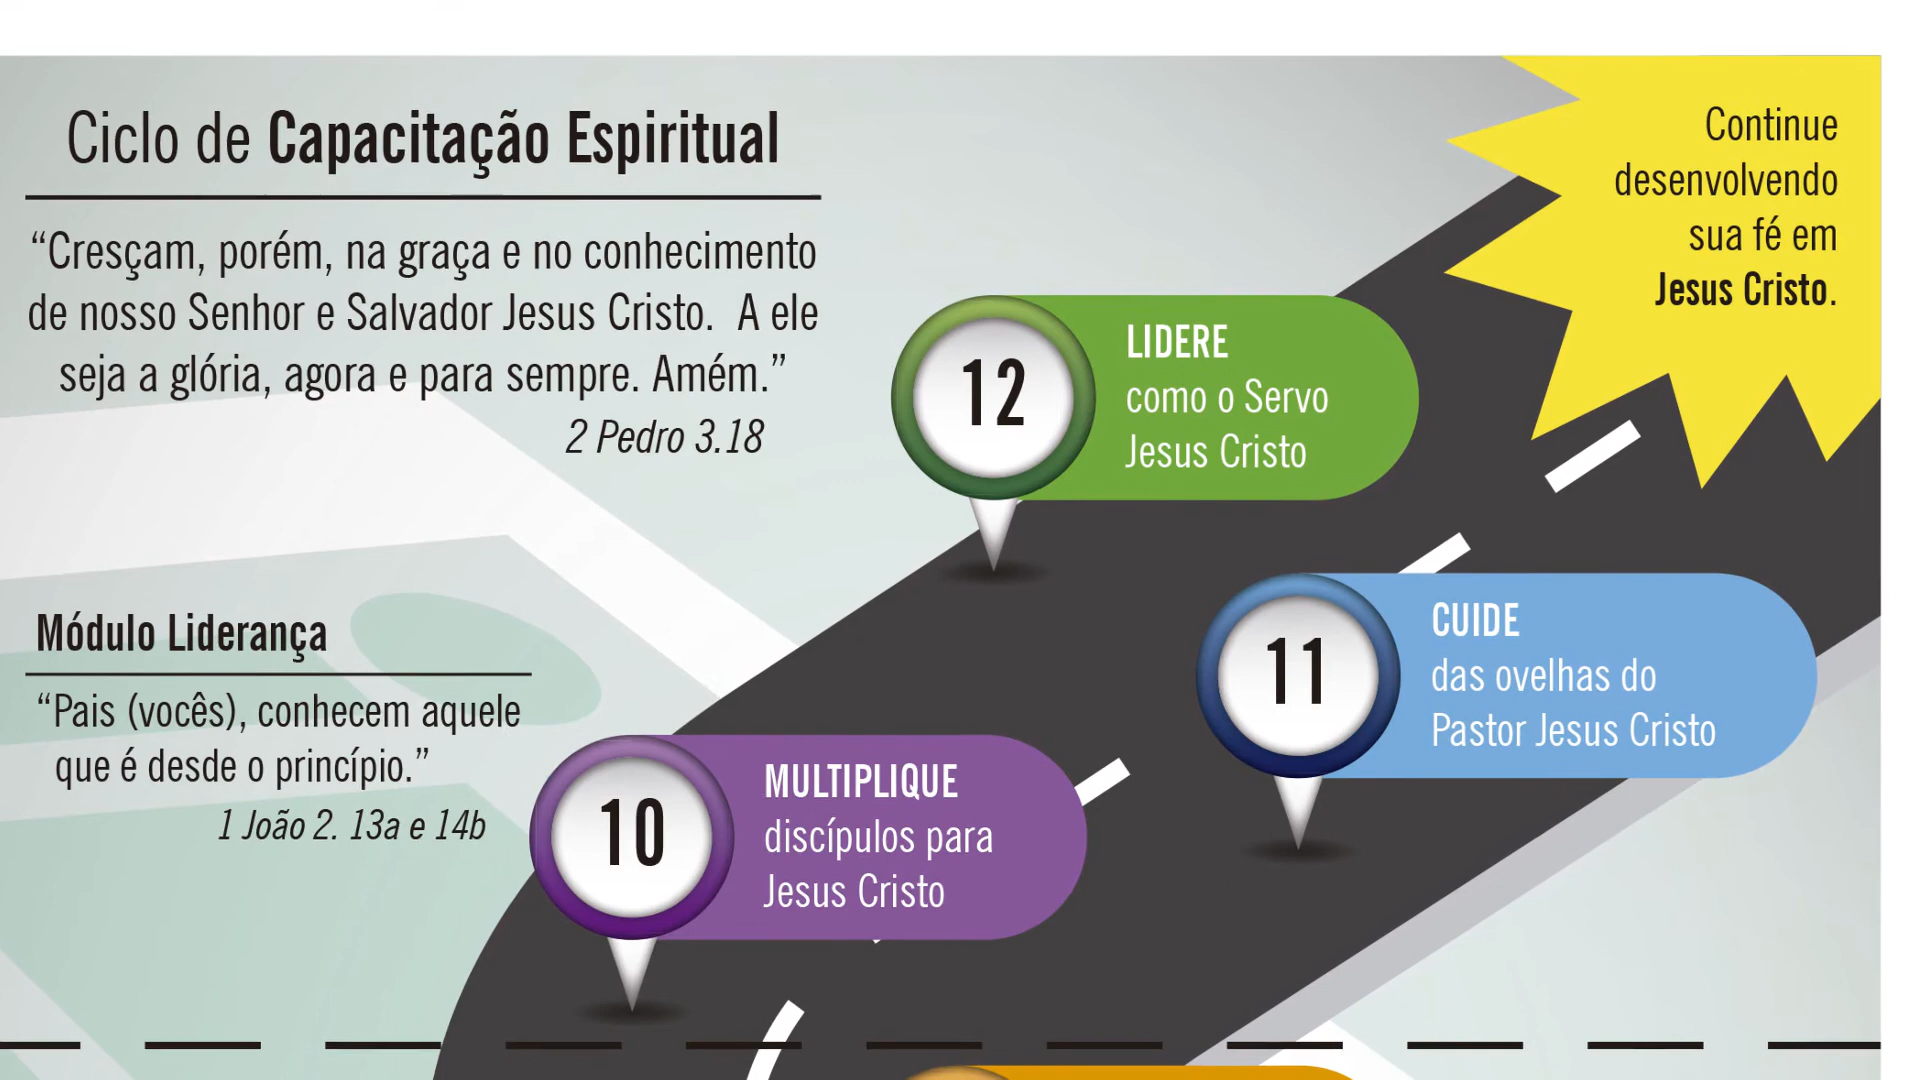 Ciclo de Capacitação Espiritual
“Cresçam, porém, na graça e no conhecimento
de nosso Senhor e Salvador Jesus Cristo.  A ele
seja a glória, agora e para sempre. Amém.”
2 Pedro 3.18
Continue
desenvolvendo
sua fé em
Jesus Cristo.
12
LIDERE
como o Servo
Jesus Cristo
11
CUIDE
das ovelhas do
Pastor Jesus Cristo
Módulo Liderança
“Pais (vocês), conhecem aquele
que é desde o princípio.”
1 João 2. 13a e 14b
10
MULTIPLIQUE
discípulos para
Jesus Cristo